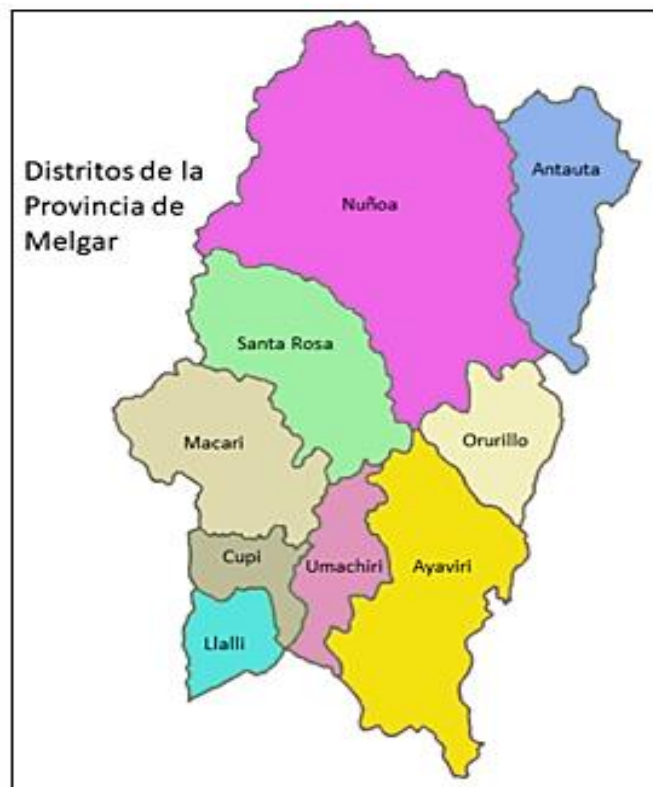 Distritos de la
Provincia de
Melgar
Antauta
Nuñoa
Santa Rosa
Macari
Orurillo
Cupi
Umachiri
Ayaviri
Llalli